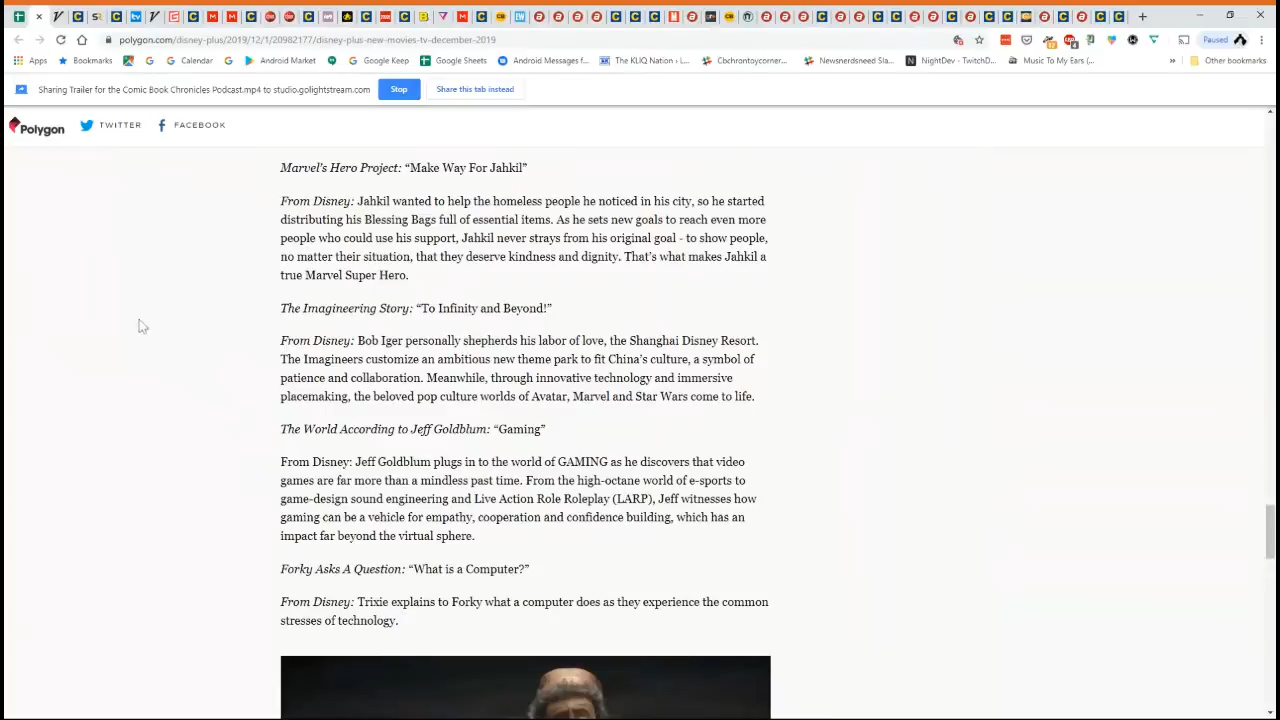 polygon.com/disney-plus/2019/12/1/20982177/disney-plus-new-movies-tv-december-2019
Paused
Apps
Bookmarks
Calendar
Android Market
Google Keep
Google Sheets
Android Messages f...
The KLIQ Nation › L...
Cbchrontoycorner...
Newsnerdsneed Sla...
NightDev - TwitchD...
Music To My Ears (...
»
Other bookmarks
Sharing Trailer for the Comic Book Chronicles Podcast.mp4 to studio.golightstream.com
Stop
Share this tab instead
Polygon
TWITTER
FACEBOOK
Marvel's Hero Project: “Make Way For Jahkil”
From Disney: Jahkil wanted to help the homeless people he noticed in his city, so he started
distributing his Blessing Bags full of essential items. As he sets new goals to reach even more
people who could use his support, Jahkil never strays from his original goal - to show people,
no matter their situation, that they deserve kindness and dignity. That’s what makes Jahkil a
true Marvel Super Hero.
The Imagineering Story: “To Infinity and Beyond!”
From Disney: Bob Iger personally shepherds his labor of love, the Shanghai Disney Resort.
The Imagineers customize an ambitious new theme park to fit China’s culture, a symbol of
patience and collaboration. Meanwhile, through innovative technology and immersive
placemaking, the beloved pop culture worlds of Avatar, Marvel and Star Wars come to life.
The World According to Jeff Goldblum: “Gaming”
From Disney: Jeff Goldblum plugs in to the world of GAMING as he discovers that video
games are far more than a mindless past time. From the high-octane world of e-sports to
game-design sound engineering and Live Action Role Roleplay (LARP), Jeff witnesses how
gaming can be a vehicle for empathy, cooperation and confidence building, which has an
impact far beyond the virtual sphere.
Forky Asks A Question: “What is a Computer?”
From Disney: Trixie explains to Forky what a computer does as they experience the common
stresses of technology.